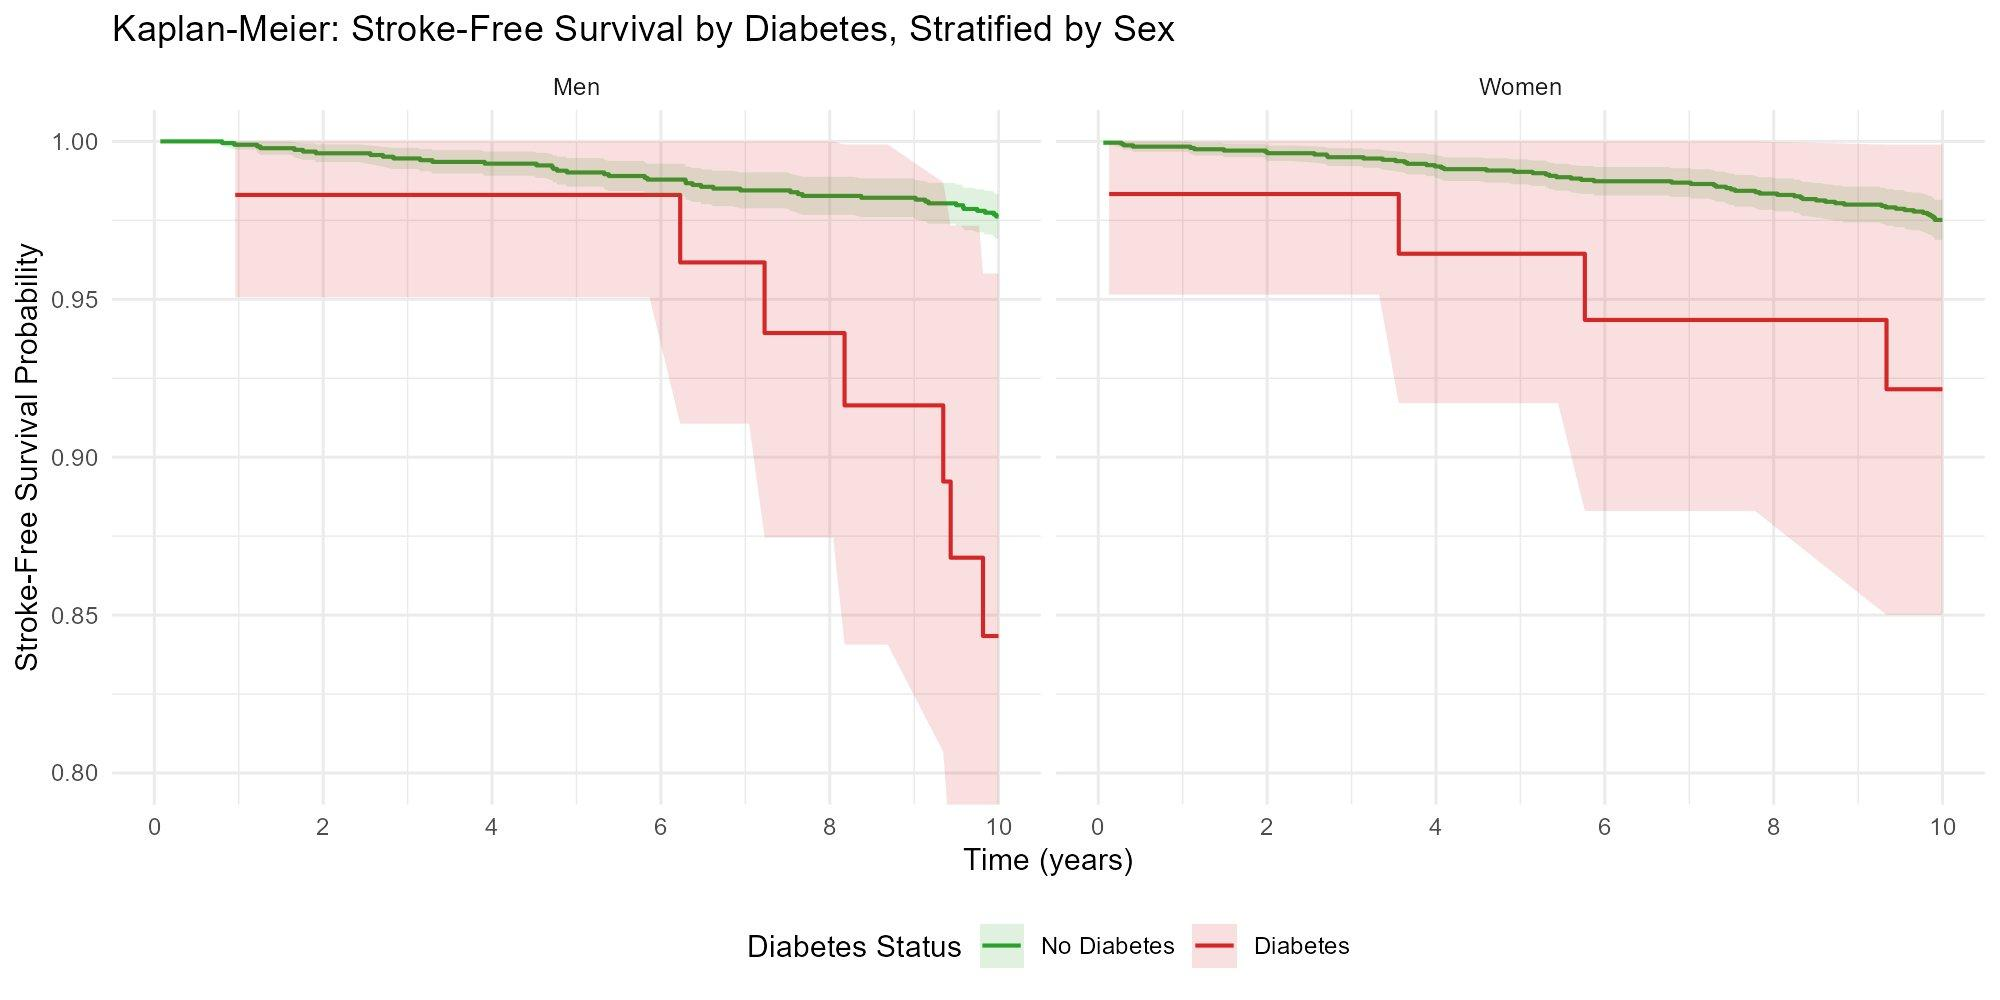 Kaplan-Meier: Stroke-Free Survival by Diabetes, Stratified by Sex
Men
Women
Stroke-Free Survival Probability
1.00
0.95
0.90
0.85
0.80
0 2 4 6 8 10
0 2 4 6 8 10
Time (years)
Diabetes Status No Diabetes Diabetes